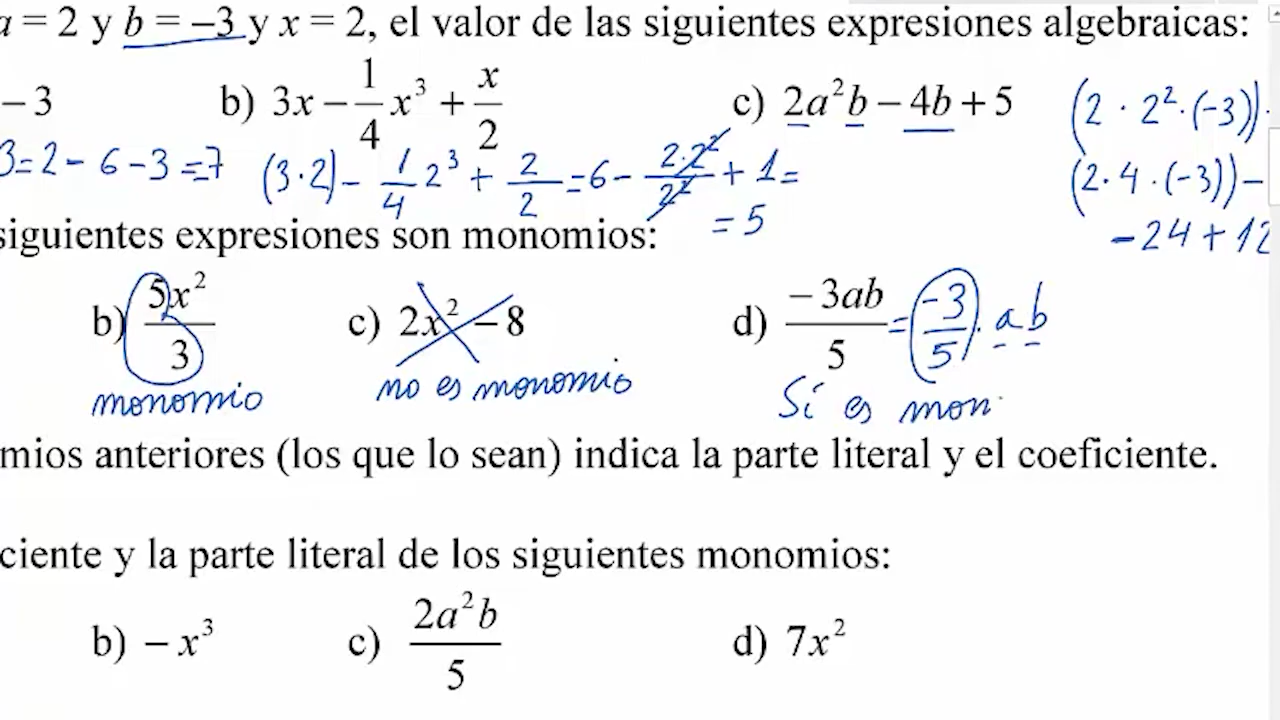 a = 2 y b = –3 y x = 2, el valor de las siguientes expresiones algebraicas:
– 3 b) 3x – 1/4 x³ + x/2 c) 2a²b – 4b + 5 (2 · 2² · (-3)) -
3 = 2 - 6 - 3 = -7 (3·2) - 1/4 2³ + 2/2 = 6 - 2·2²/2² + 1 = (2 · 4 · (-3)) -
= 5 -24 + 12
siguientes expresiones son monomios:
b) 5x²/3 c) 2x² – 8 d) –3ab/5 = (-3/5) · ab
monomio no es monomio Sí es mon
mios anteriores (los que lo sean) indica la parte literal y el coeficiente.
ciente y la parte literal de los siguientes monomios:
b) – x³ c) 2a²b/5 d) 7x²